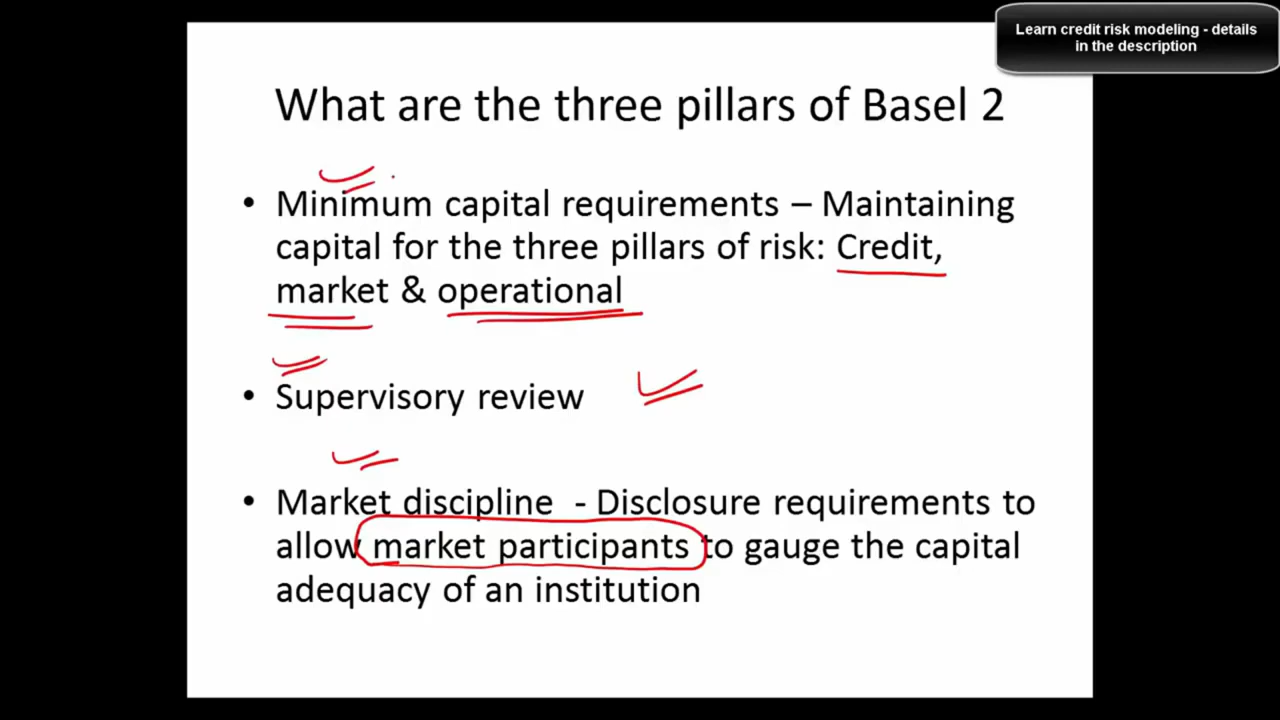 Learn credit risk modeling - details
in the description
What are the three pillars of Basel 2
• Minimum capital requirements – Maintaining
capital for the three pillars of risk: Credit,
market & operational
• Supervisory review
• Market discipline - Disclosure requirements to
allow market participants to gauge the capital
adequacy of an institution